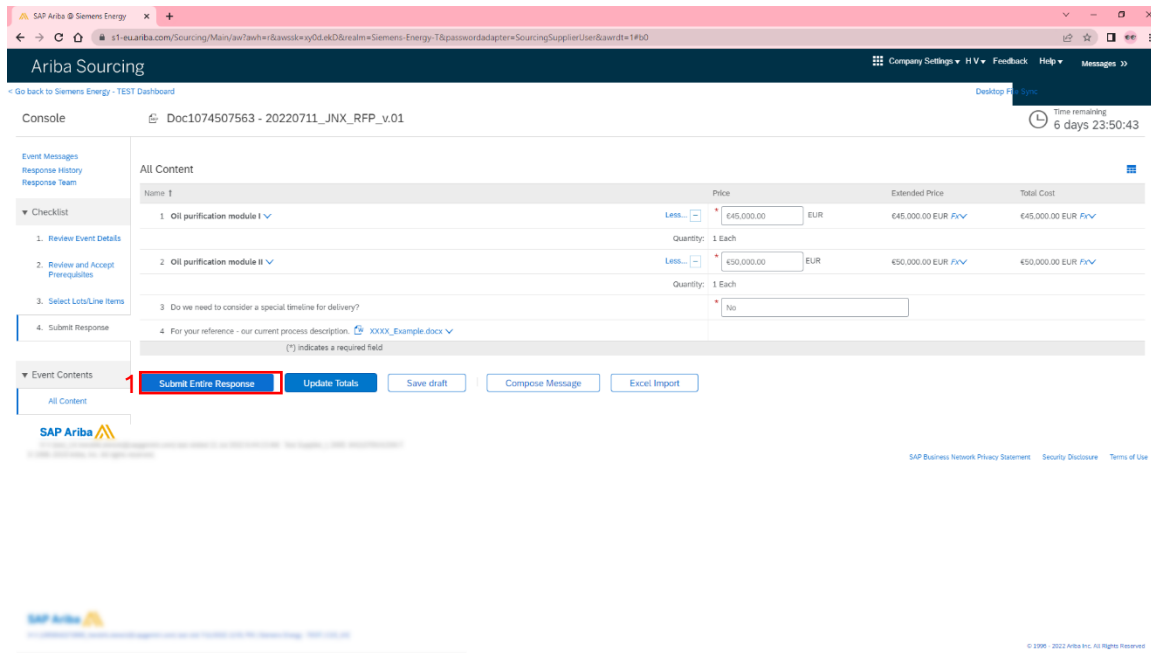 SAP Ariba @ Siemens Energy
s1-eu.ariba.com/Sourcing/Main/aw?awh=r&awssk=xy0d.ekD&realm=Siemens-Energy-T&passwordadapter=SourcingSupplierUser&awrdt=1#b0
Ariba Sourcing
Company Settings HV Feedback Help Messages »
< Go back to Siemens Energy - TEST Dashboard Desktop File Sync
Console Doc1074507563 - 20220711_JNX_RFP_v.01 Time remaining
6 days 23:50:43
Event Messages
Response History
Response Team
All Content
Name ↑ Price Extended Price Total Cost
▼ Checklist
1 Oil purification module I Less... − * €45,000.00 EUR €45,000.00 EUR Fx €45,000.00 EUR Fx
1. Review Event Details
Quantity: 1 Each
2. Review and Accept Prerequisites
2 Oil purification module II Less... − * €50,000.00 EUR €50,000.00 EUR Fx €50,000.00 EUR Fx
Quantity: 1 Each
3. Select Lots/Line Items
3 Do we need to consider a special timeline for delivery? * No
4. Submit Response
4 For your reference - our current process description. XXXX_Example.docx
(*) indicates a required field
▼ Event Contents
All Content
1 Submit Entire Response Update Totals Save draft Compose Message Excel Import
SAP Ariba
SAP Business Network Privacy Statement Security Disclosure Terms of Use
SAP Ariba
© 1996 - 2022 Ariba Inc. All Rights Reserved